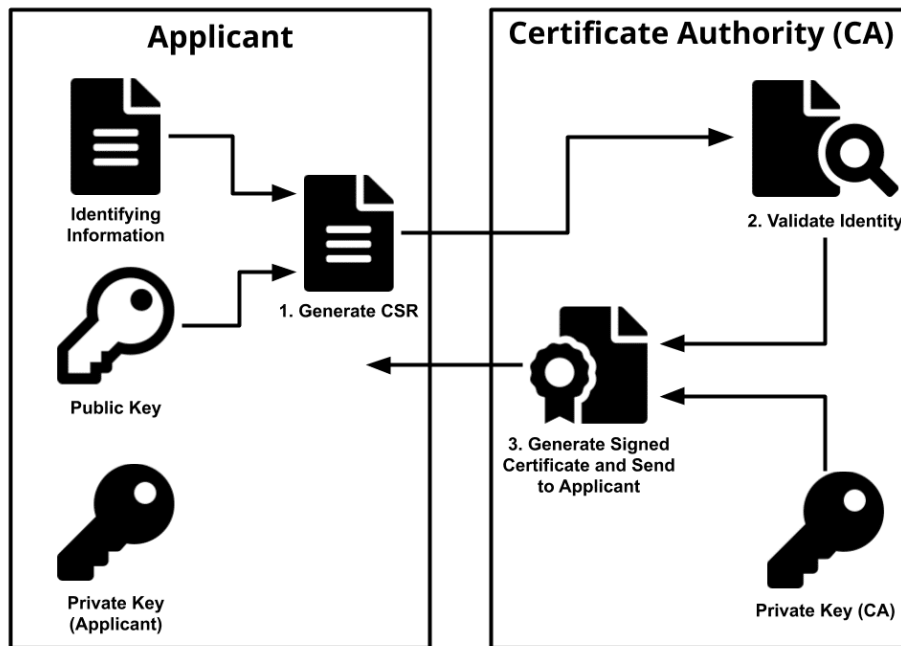 Applicant
Identifying
Information
1. Generate CSR
Public Key
Private Key
(Applicant)
Certificate Authority (CA)
2. Validate Identity
3. Generate Signed
Certificate and Send
to Applicant
Private Key (CA)